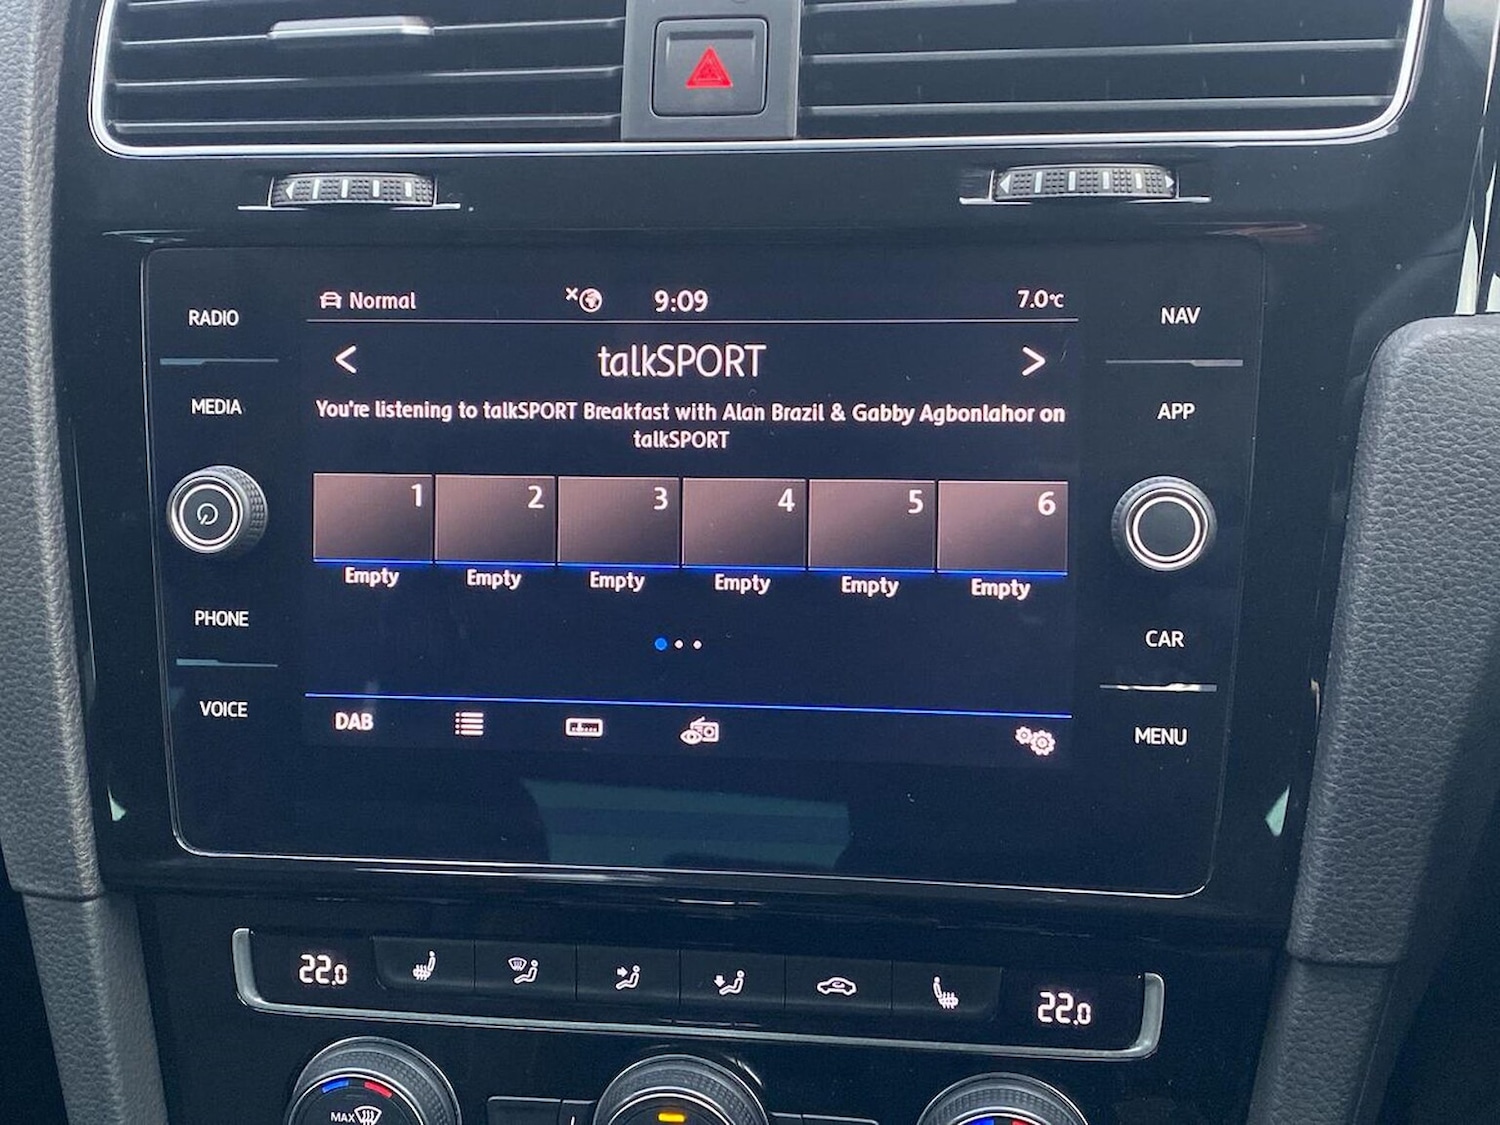 RADIO
MEDIA
PHONE
VOICE
Normal
9:09
7.0°C
< talkSPORT >
You're listening to talkSPORT Breakfast with Alan Brazil & Gabby Agbonlahor on
talkSPORT
1 2 3 4 5 6
Empty Empty Empty Empty Empty Empty
DAB
NAV
APP
CAR
MENU
22.0
22.0
MAX